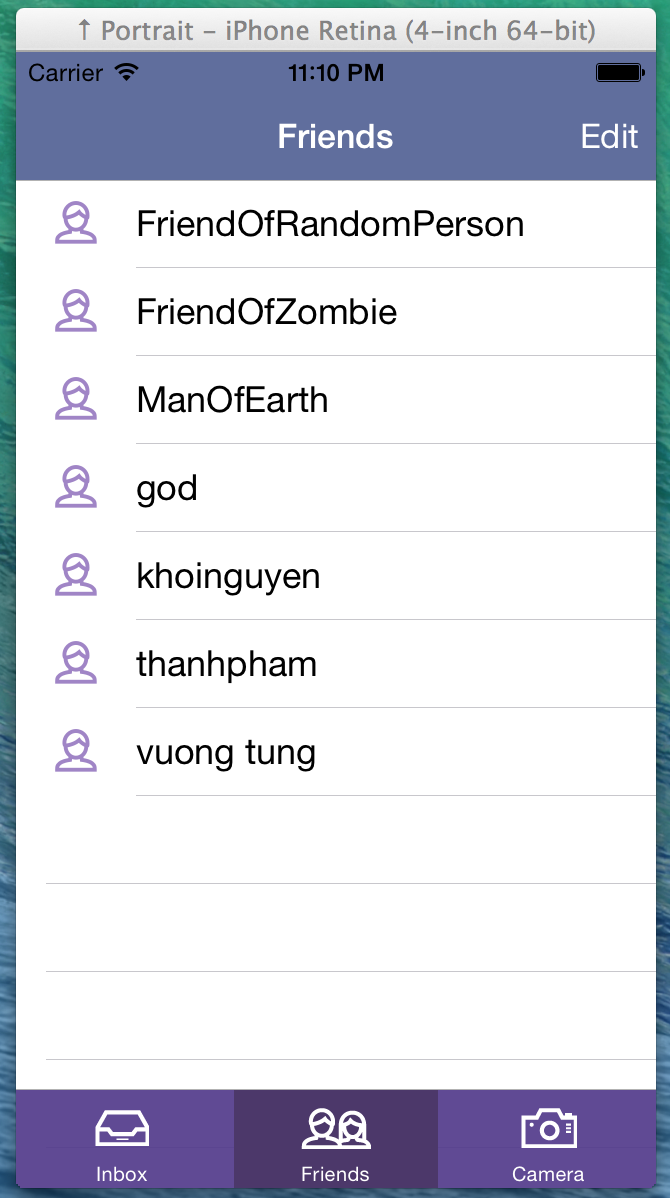 ↑ Portrait – iPhone Retina (4-inch 64-bit)
Carrier 11:10 PM
Friends Edit
FriendOfRandomPerson
FriendOfZombie
ManOfEarth
god
khoinguyen
thanhpham
vuong tung
Inbox Friends Camera